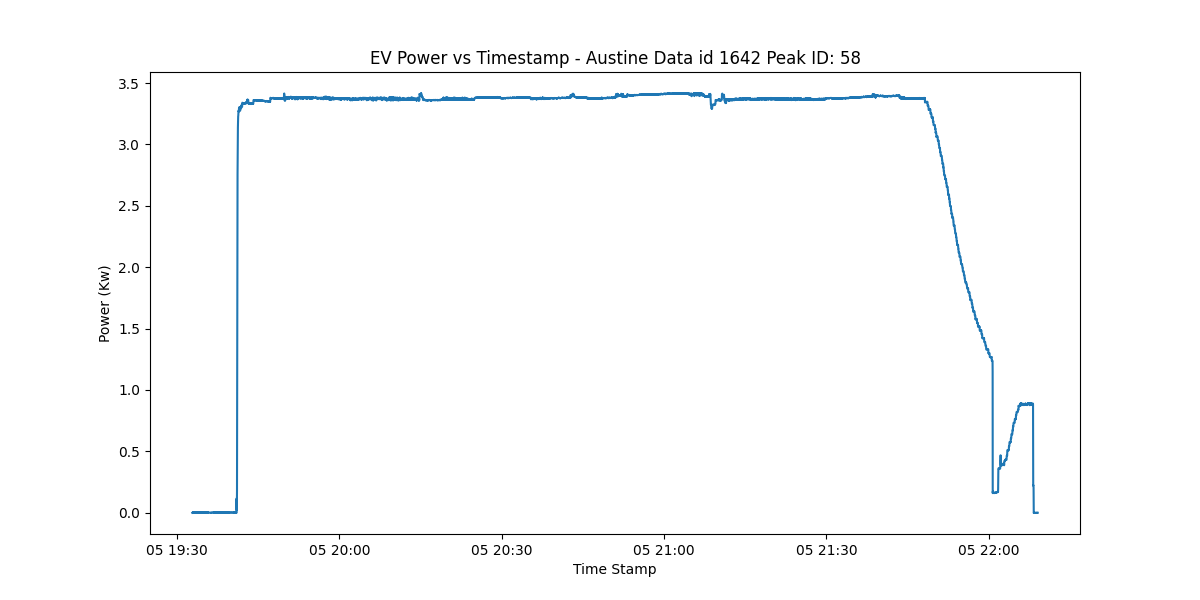 EV Power vs Timestamp - Austine Data id 1642 Peak ID: 58
3.5
3.0
2.5
2.0
1.5
1.0
0.5
0.0
Power (Kw)
05 19:30 05 20:00 05 20:30 05 21:00 05 21:30 05 22:00
Time Stamp